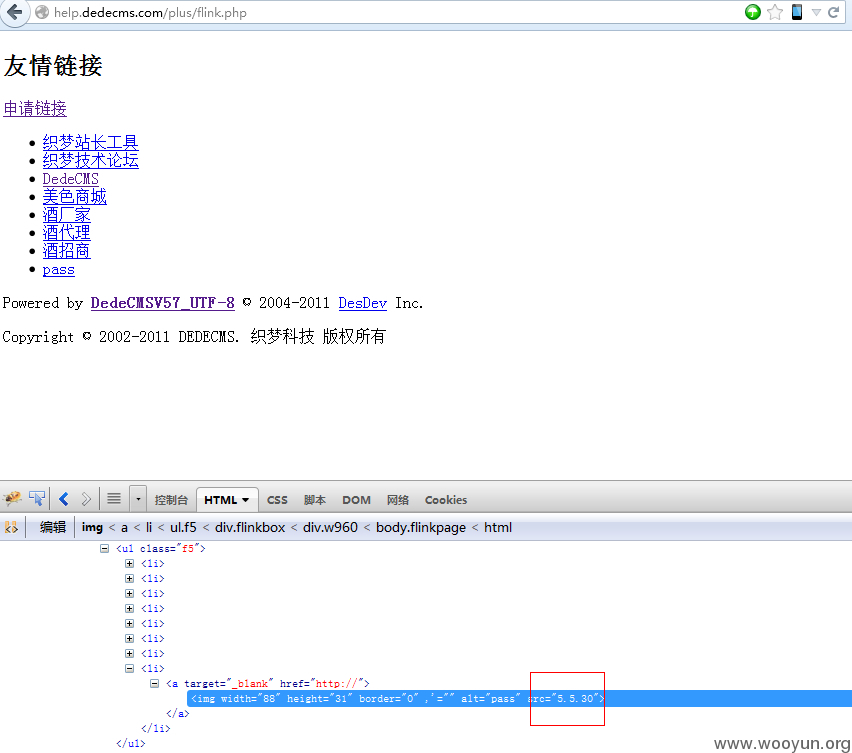 help.dedecms.com/plus/flink.php
友情链接
申请链接
织梦站长工具
织梦技术论坛
DedeCMS
美色商城
酒厂家
酒代理
酒招商
pass
Powered by DedeCMSV57_UTF-8 © 2004-2011 DesDev Inc.
Copyright © 2002-2011 DEDECMS. 织梦科技 版权所有
控制台 HTML CSS 脚本 DOM 网络 Cookies
编辑 img < a < li < ul.f5 < div.flinkbox < div.w960 < body.flinkpage < html
<ul class="f5">
<li>
<li>
<li>
<li>
<li>
<li>
<li>
<li>
<a target="_blank" href="http://">
<img width="88" height="31" border="0" ,'="" alt="pass" src="5.5.30">
</a>
</li>
</ul>
www.wooyun.org